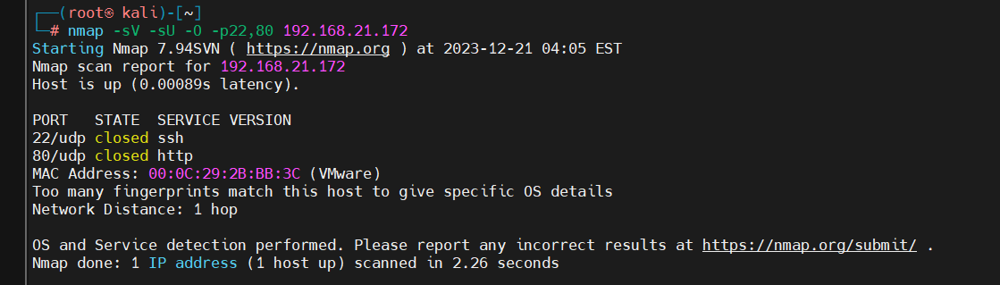 ┌──(root㉿ kali)-[~]
└─# nmap -sV -sU -O -p22,80 192.168.21.172
Starting Nmap 7.94SVN ( https://nmap.org ) at 2023-12-21 04:05 EST
Nmap scan report for 192.168.21.172
Host is up (0.00089s latency).

PORT   STATE  SERVICE VERSION
22/udp closed ssh
80/udp closed http
MAC Address: 00:0C:29:2B:BB:3C (VMware)
Too many fingerprints match this host to give specific OS details
Network Distance: 1 hop

OS and Service detection performed. Please report any incorrect results at https://nmap.org/submit/ .
Nmap done: 1 IP address (1 host up) scanned in 2.26 seconds